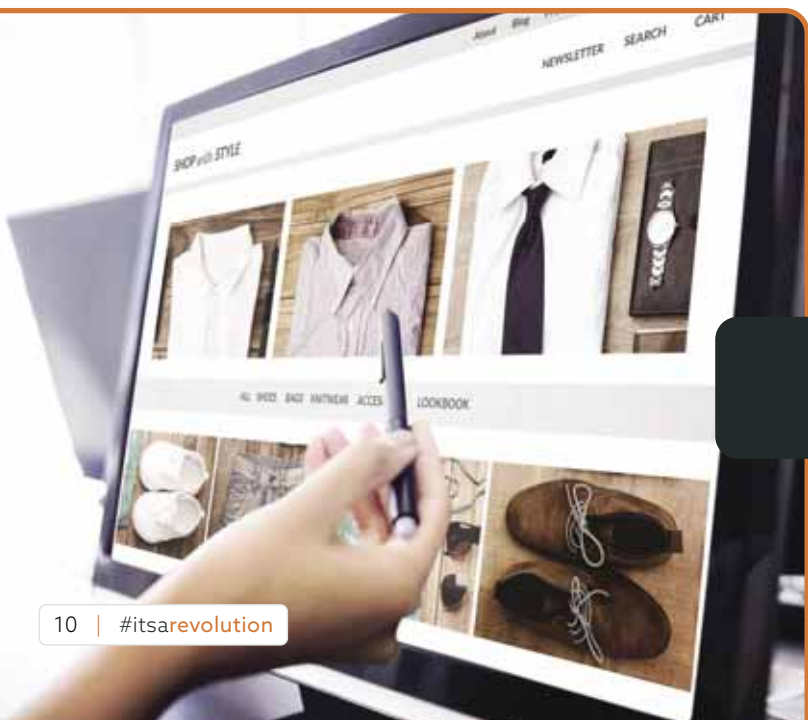 About Blog
NEWSLETTER SEARCH CART
SHOP with STYLE
ALL SHOES BAGS KNITWEAR ACCES LOOKBOOK
10 | #itsarevolution